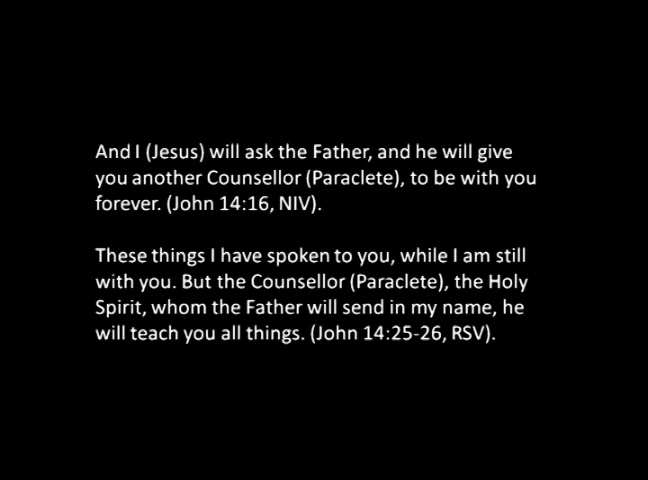 And I (Jesus) will ask the Father, and he will give
you another Counsellor (Paraclete), to be with you
forever. (John 14:16, NIV).
These things I have spoken to you, while I am still
with you. But the Counsellor (Paraclete), the Holy
Spirit, whom the Father will send in my name, he
will teach you all things. (John 14:25-26, RSV).